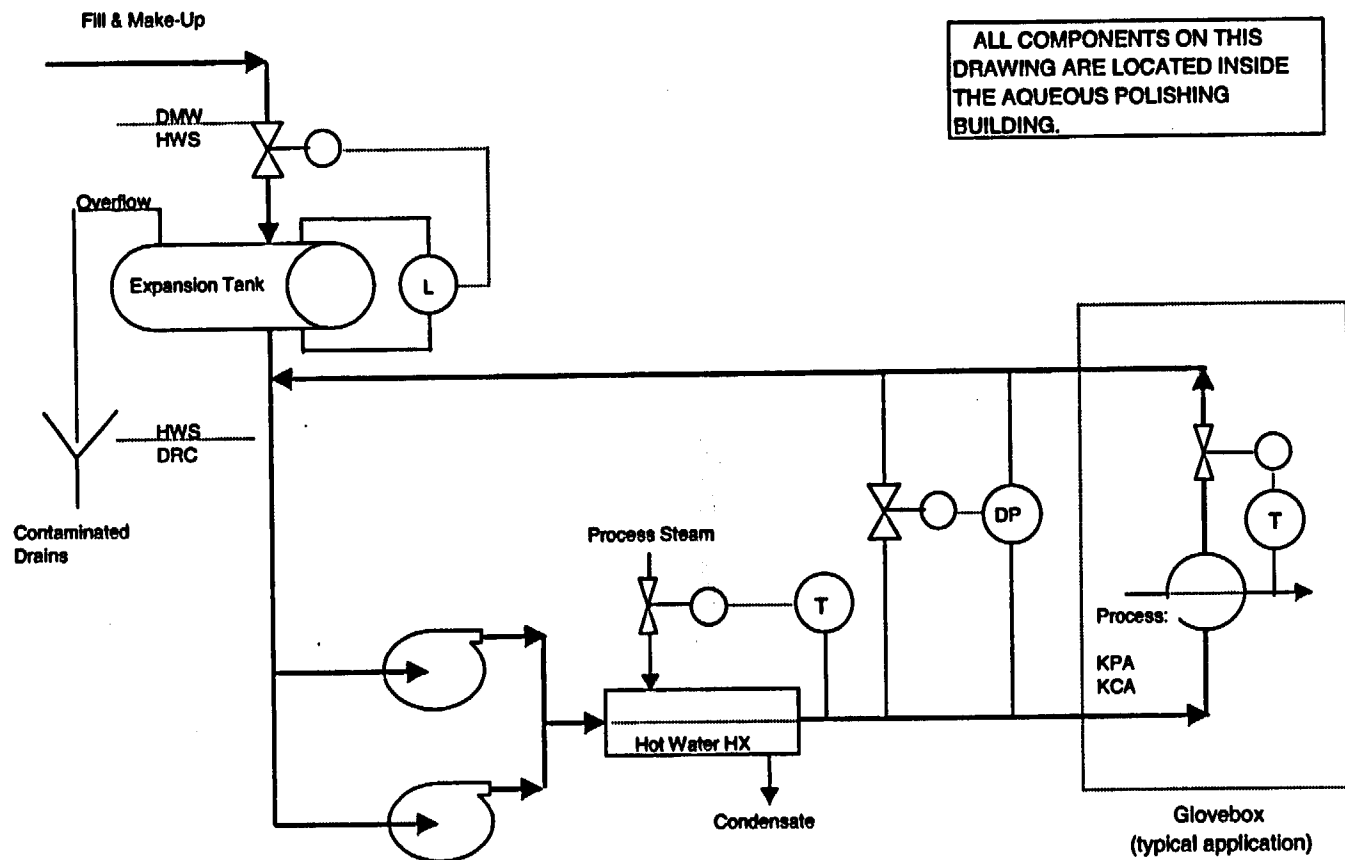 Fill & Make-Up
ALL COMPONENTS ON THIS
DRAWING ARE LOCATED INSIDE
THE AQUEOUS POLISHING
BUILDING.
DMW
HWS
Overflow
Expansion Tank
L
HWS
DRC
Contaminated
Drains
Process Steam
T
DP
T
Process:
KPA
KCA
Hot Water HX
Condensate
Glovebox
(typical application)